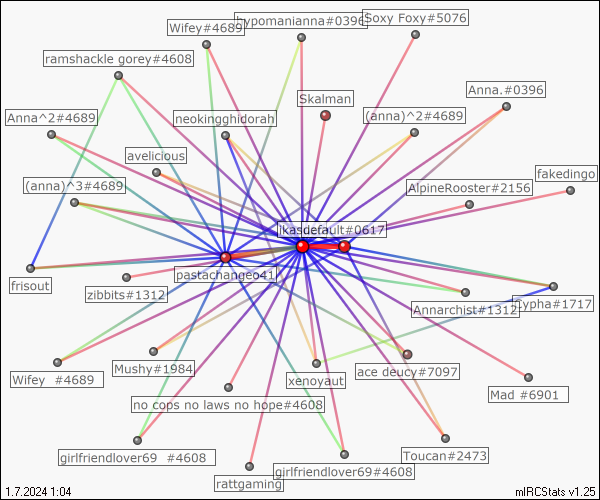 Wifey#4689
hypomanianna#0396
Soxy Foxy#5076
ramshackle gorey#4608
Anna.#0396
Skalman
Anna^2#4689
neokingghidorah
(anna)^2#4689
avelicious
fakedingo
(anna)^3#4689
AlpineRooster#2156
ikasdefault#0617
pastachangeo41
frisout
zibbits#1312
Annarchist#1312
Zypha#1717
Mushy#1984
ace deucy#7097
Wifey #4689
xenoyaut
Mad #6901
no cops no laws no hope#4608
Toucan#2473
girlfriendlover69 #4608
girlfriendlover69#4608
rattgaming
1.7.2024 1:04
mIRCStats v1.25